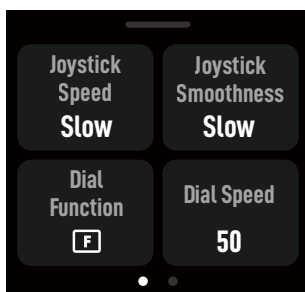 Joystick
Speed
Slow
Joystick
Smoothness
Slow
Dial
Function
F
Dial Speed
50